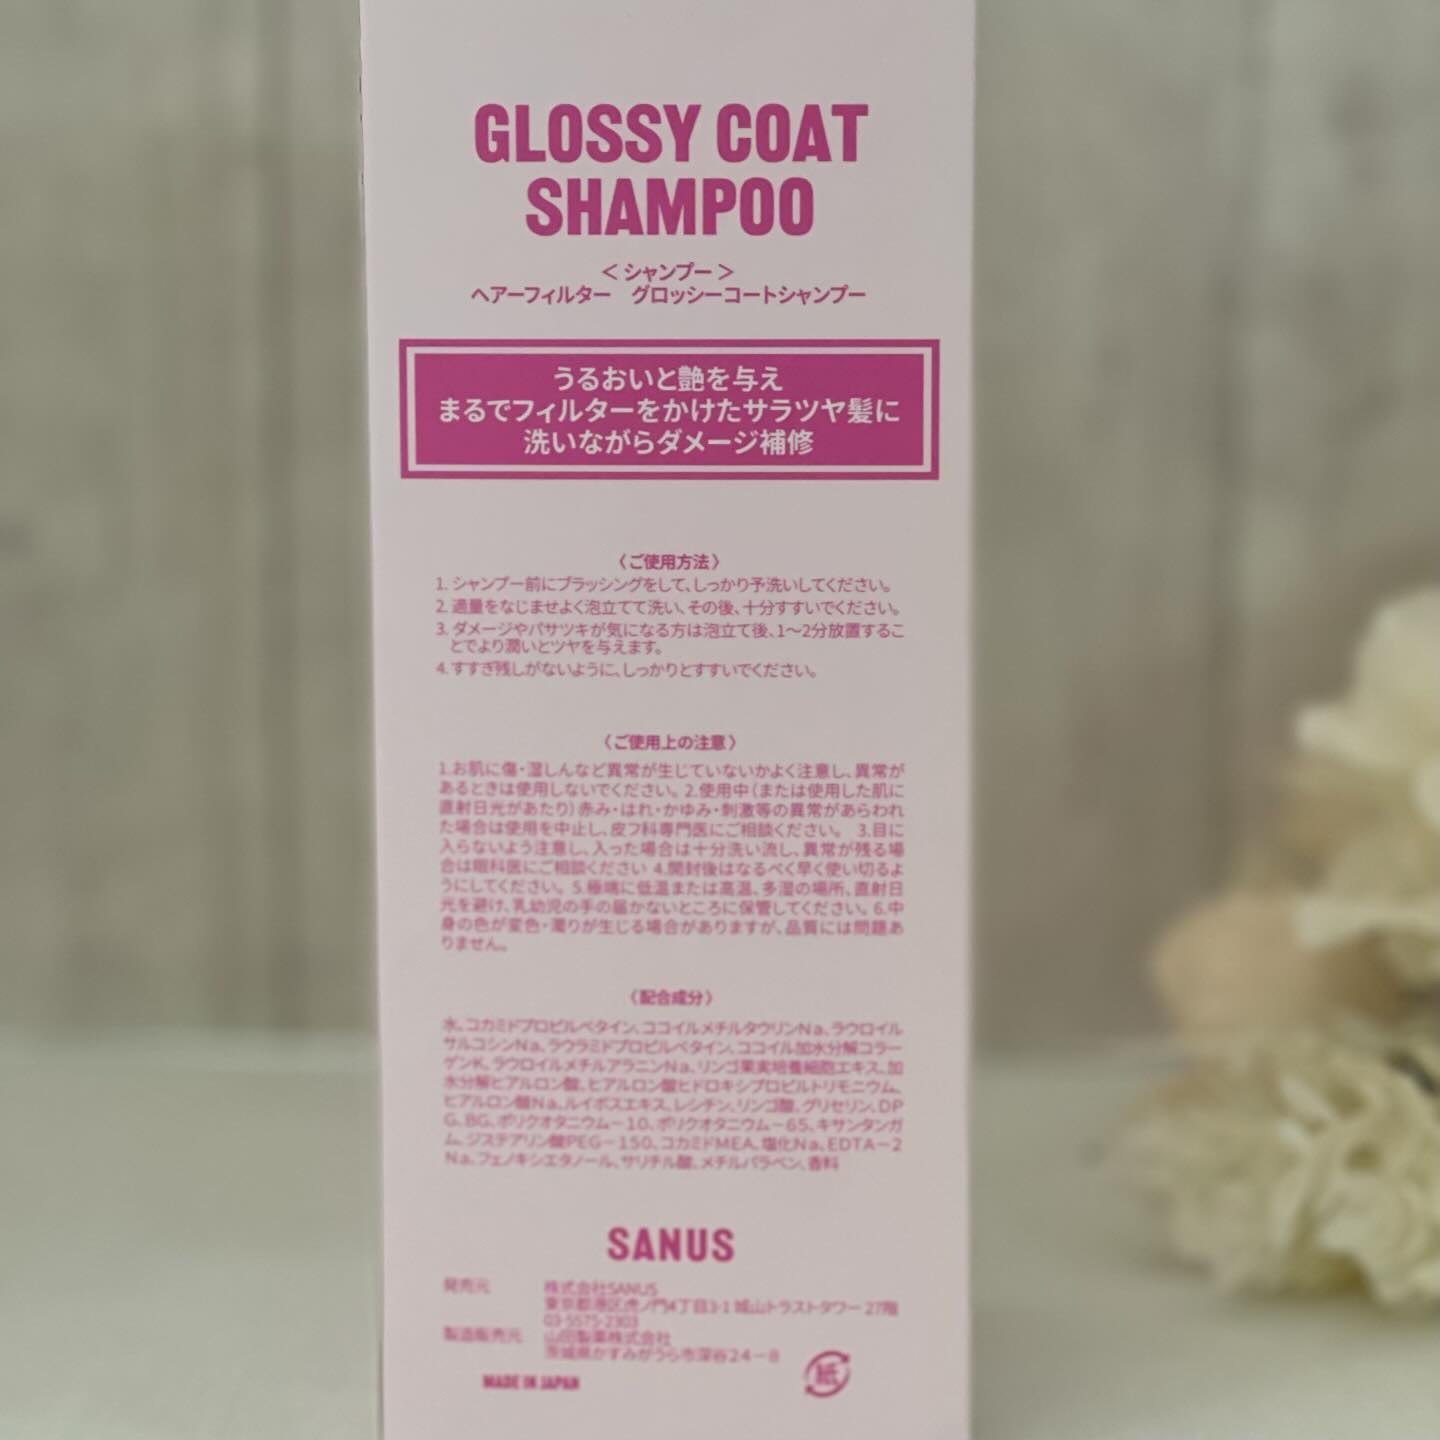 GLOSSY COAT
SHAMPOO
＜シャンプー＞
ヘアーフィルター　グロッシーコートシャンプー
うるおいと艶を与え
まるでフィルターをかけたサラツヤ髪に
洗いながらダメージ補修
〈ご使用方法〉
1. シャンプー前にブラッシングをして、しっかり予洗いしてください。
2. 適量をなじませよく泡立てて洗い、その後、十分すすいでください。
3. ダメージやパサツキが気になる方は泡立て後、1〜2分放置するこ
とでより潤いとツヤを与えます。
4. すすぎ残しがないように、しっかりとすすいでください。
〈ご使用上の注意〉
1.お肌に傷・湿しんなど異常が生じていないかよく注意し、異常が
あるときは使用しないでください。2.使用中（または使用した肌に
直射日光があたり）赤み・はれ・かゆみ・刺激等の異常があらわれ
た場合は使用を中止し、皮フ科専門医にご相談ください。 3.目に
入らないよう注意し、入った場合は十分洗い流し、異常が残る場
合は眼科医にご相談ください 4.開封後はなるべく早く使い切るよ
うにしてください。5.極端に低温または高温、多湿の場所、直射日
光を避け、乳幼児の手の届かないところに保管してください。6.中
身の色が変色・濁りが生じる場合がありますが、品質には問題あ
りません。
〈配合成分〉
水、コカミドプロピルベタイン、ココイルメチルタウリンNa、ラウロイル
サルコシンNa、ラウラミドプロピルベタイン、ココイル加水分解コラー
ゲンK、ラウロイルメチルアラニンNa、リンゴ果実培養細胞エキス、加
水分解ヒアルロン酸、ヒアルロン酸ヒドロキシプロピルトリモニウム、
ヒアルロン酸Na、ルイボスエキス、レシチン、リンゴ酸、グリセリン、DP
G、BG、ポリクオタニウム－10、ポリクオタニウム－65、キサンタンガ
ム、ジステアリン酸PEG－150、コカミドMEA、塩化Na、EDTA－2
Na、フェノキシエタノール、サリチル酸、メチルパラベン、香料
SANUS
発売元　株式会社SANUS
東京都港区虎ノ門4丁目3-1 城山トラストタワー 27階
03-5575-2303
製造販売元　山田製薬株式会社
茨城県かすみがうら市深谷24－8
MADE IN JAPAN
紙